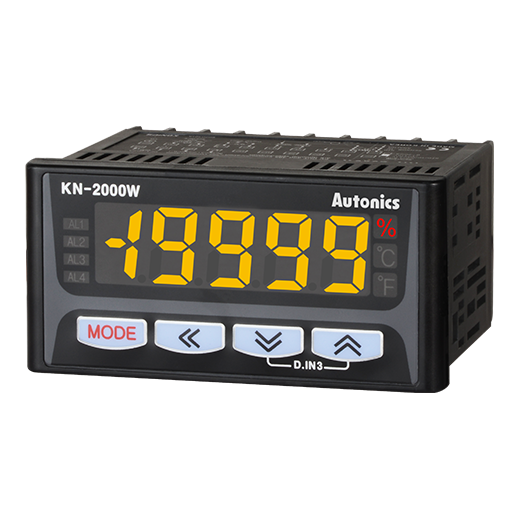 KN-2000W
Autonics
AL1
AL2
AL3
AL4
-19999
%
°C
°F
MODE
D.IN3